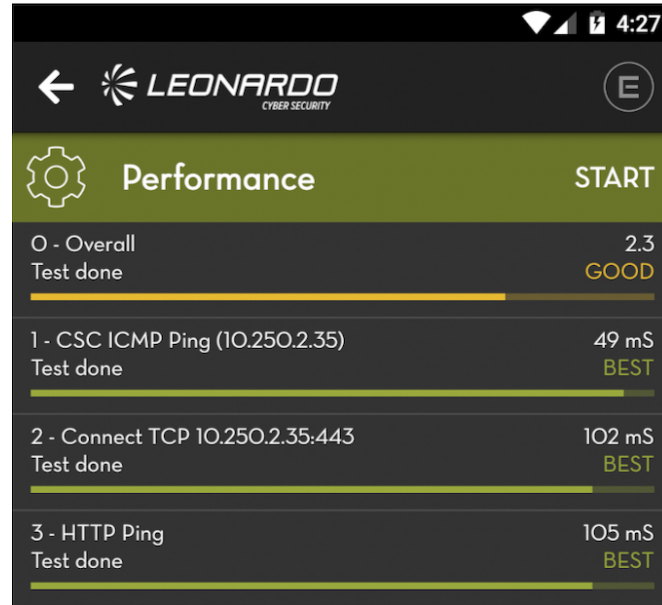 4:27
LEONARDO
CYBER SECURITY
E
Performance START
0 - Overall 2.3
Test done GOOD
1 - CSC ICMP Ping (10.250.2.35) 49 mS
Test done BEST
2 - Connect TCP 10.250.2.35:443 102 mS
Test done BEST
3 - HTTP Ping 105 mS
Test done BEST